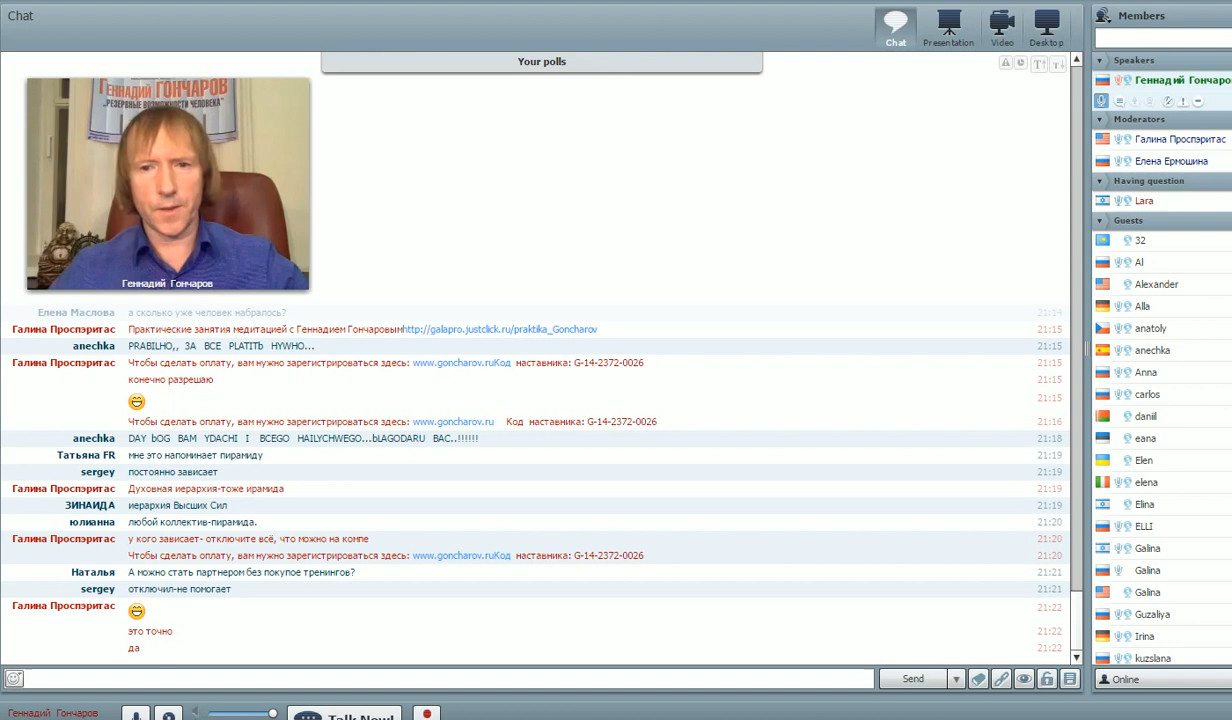 Chat
Chat
Presentation
Video
Desktop
Your polls
ГЕННАДИЙ ГОНЧАРОВ
"РЕЗЕРВНЫЕ ВОЗМОЖНОСТИ ЧЕЛОВЕКА"
Геннадий Гончаров
Елена Маслова а сколько уже человек набралось? 21:14
Галина Проспэритас Практические занятия медитацией с Геннадием Гончаровымhttp://galapro.justclick.ru/praktika_Goncharov 21:15
anechka PRABILHO,, ЗА ВСЕ PLATITb HYWHO... 21:15
Галина Проспэритас Чтобы сделать оплату, вам нужно зарегистрироваться здесь: www.goncharov.ruКод наставника: G-14-2372-0026 21:15
конечно разрешаю 21:15
21:15
Чтобы сделать оплату, вам нужно зарегистрироваться здесь: www.goncharov.ru Код наставника: G-14-2372-0026 21:16
anechka DAY bOG BAM YDACHI I BCEGO HAILYCHWEGO...bLAGODARU BAC..!!!!!! 21:18
Татьяна FR мне это напоминает пирамиду 21:19
sergey постоянно зависает 21:19
Галина Проспэритас Духовная иерархия-тоже ирамида 21:19
ЗИНАИДА иерархия Высших Сил 21:19
юлианна любой коллектив-пирамида. 21:20
Галина Проспэритас у кого зависает- отключите всё, что можно на компе 21:20
Чтобы сделать оплату, вам нужно зарегистрироваться здесь: www.goncharov.ruКод наставника: G-14-2372-0026 21:20
Наталья А можно стать партнером без покупое тренингов? 21:21
sergey отключил-не помогает 21:21
Галина Проспэритас 21:22
это точно 21:22
да 21:22
Send
Геннадий Гончаров
Talk Now!
Members
Speakers
Геннадий Гончаро
Moderators
Галина Проспэритас
Елена Ермошина
Having question
Lara
Guests
32
Al
Alexander
Alla
anatoly
anechka
Anna
carlos
daniil
eana
Elen
elena
Elina
ELLI
Galina
Galina
Galina
Guzaliya
Irina
kuzslana
Online